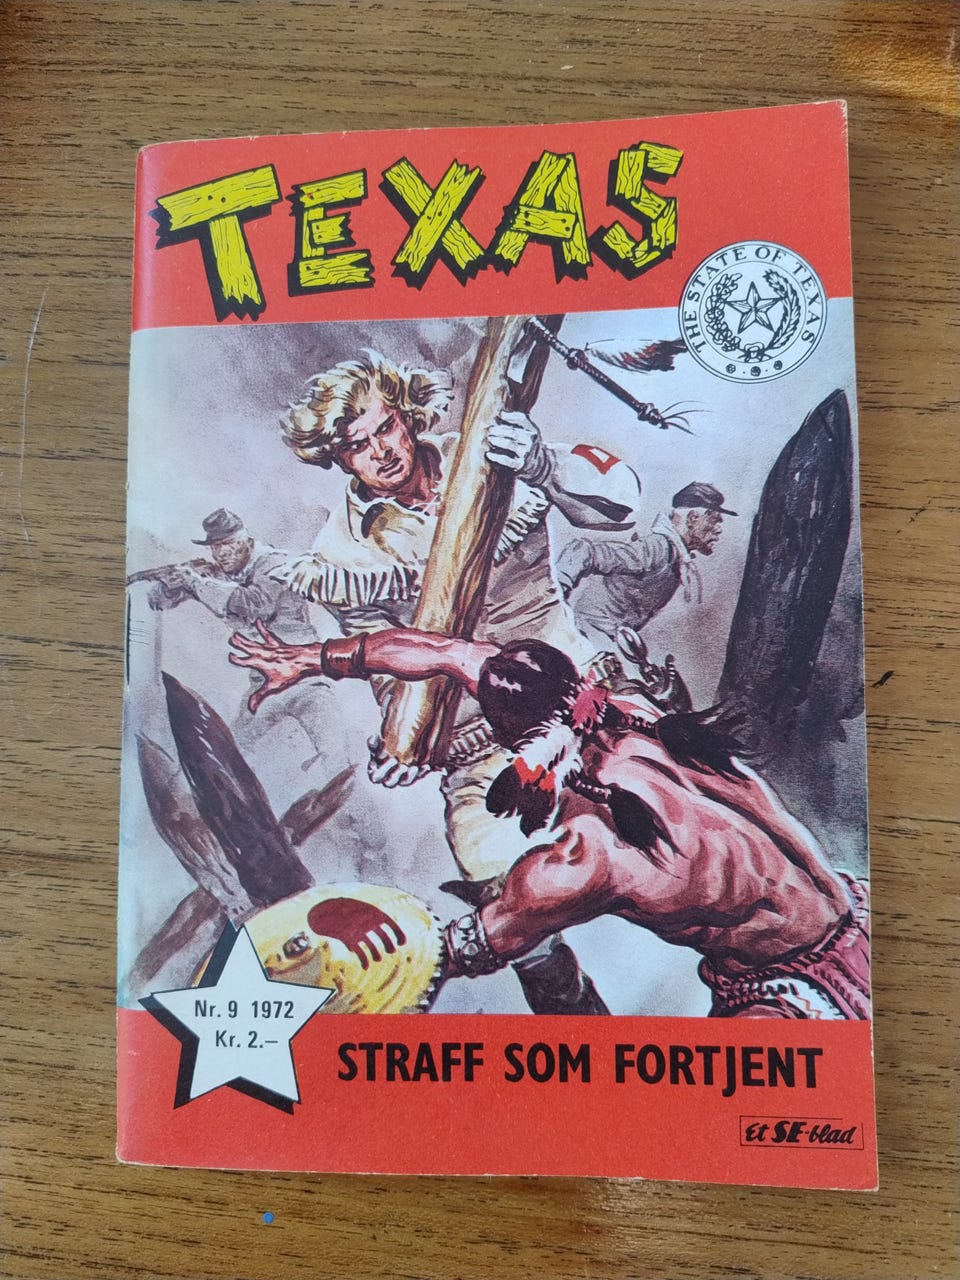 TEXAS
THE STATE OF TEXAS
Nr. 9 1972
Kr. 2.–
STRAFF SOM FORTJENT
Et SE-blad